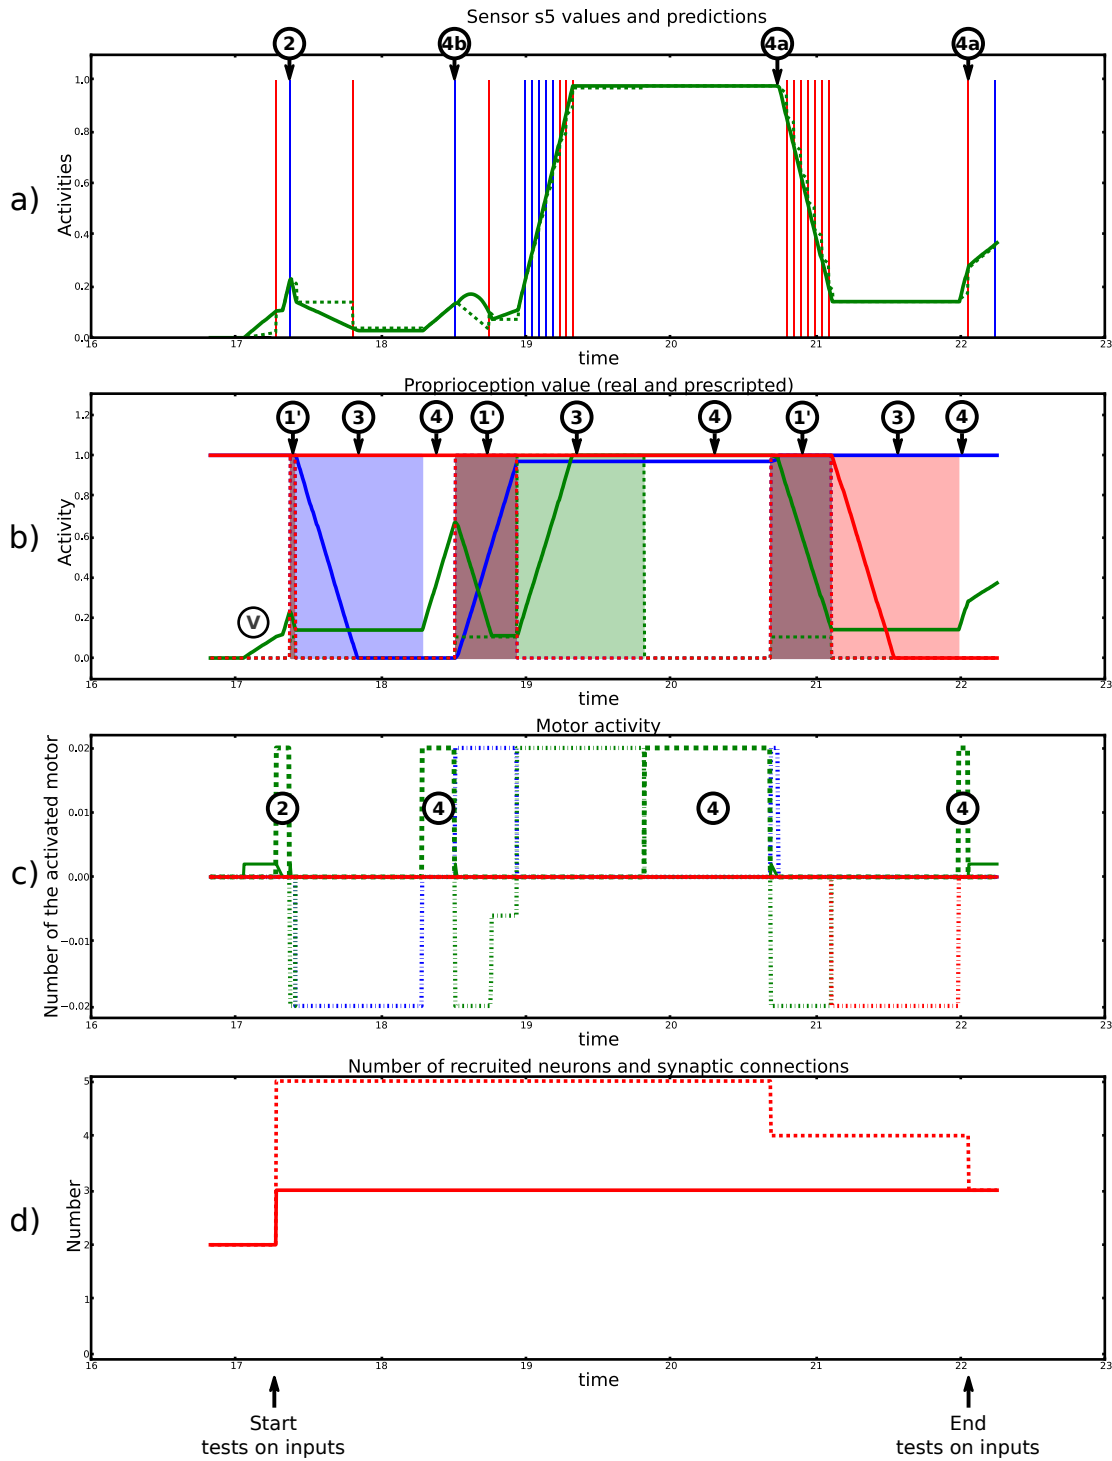 Sensor s5 values and predictions
2 4b 4a 4a
1.0
0.8
0.6
0.4
0.2
0.0
Activities
a)
16 17 18 19 20 21 22 23
time
Proprioception value (real and prescripted)
1' 3 4 1' 3 4 1' 3 4
1.2
1.0
0.8
0.6
0.4
0.2
0.0
Activity
b)
V
16 17 18 19 20 21 22 23
time
Motor activity
0.02
0.01
0.00
−0.01
−0.02
Number of the activated motor
c)
2 4 4 4
16 17 18 19 20 21 22 23
time
Number of recruited neurons and synaptic connections
5
4
3
2
1
0
Number
d)
16 17 18 19 20 21 22 23
time
Start
tests on inputs
End
tests on inputs